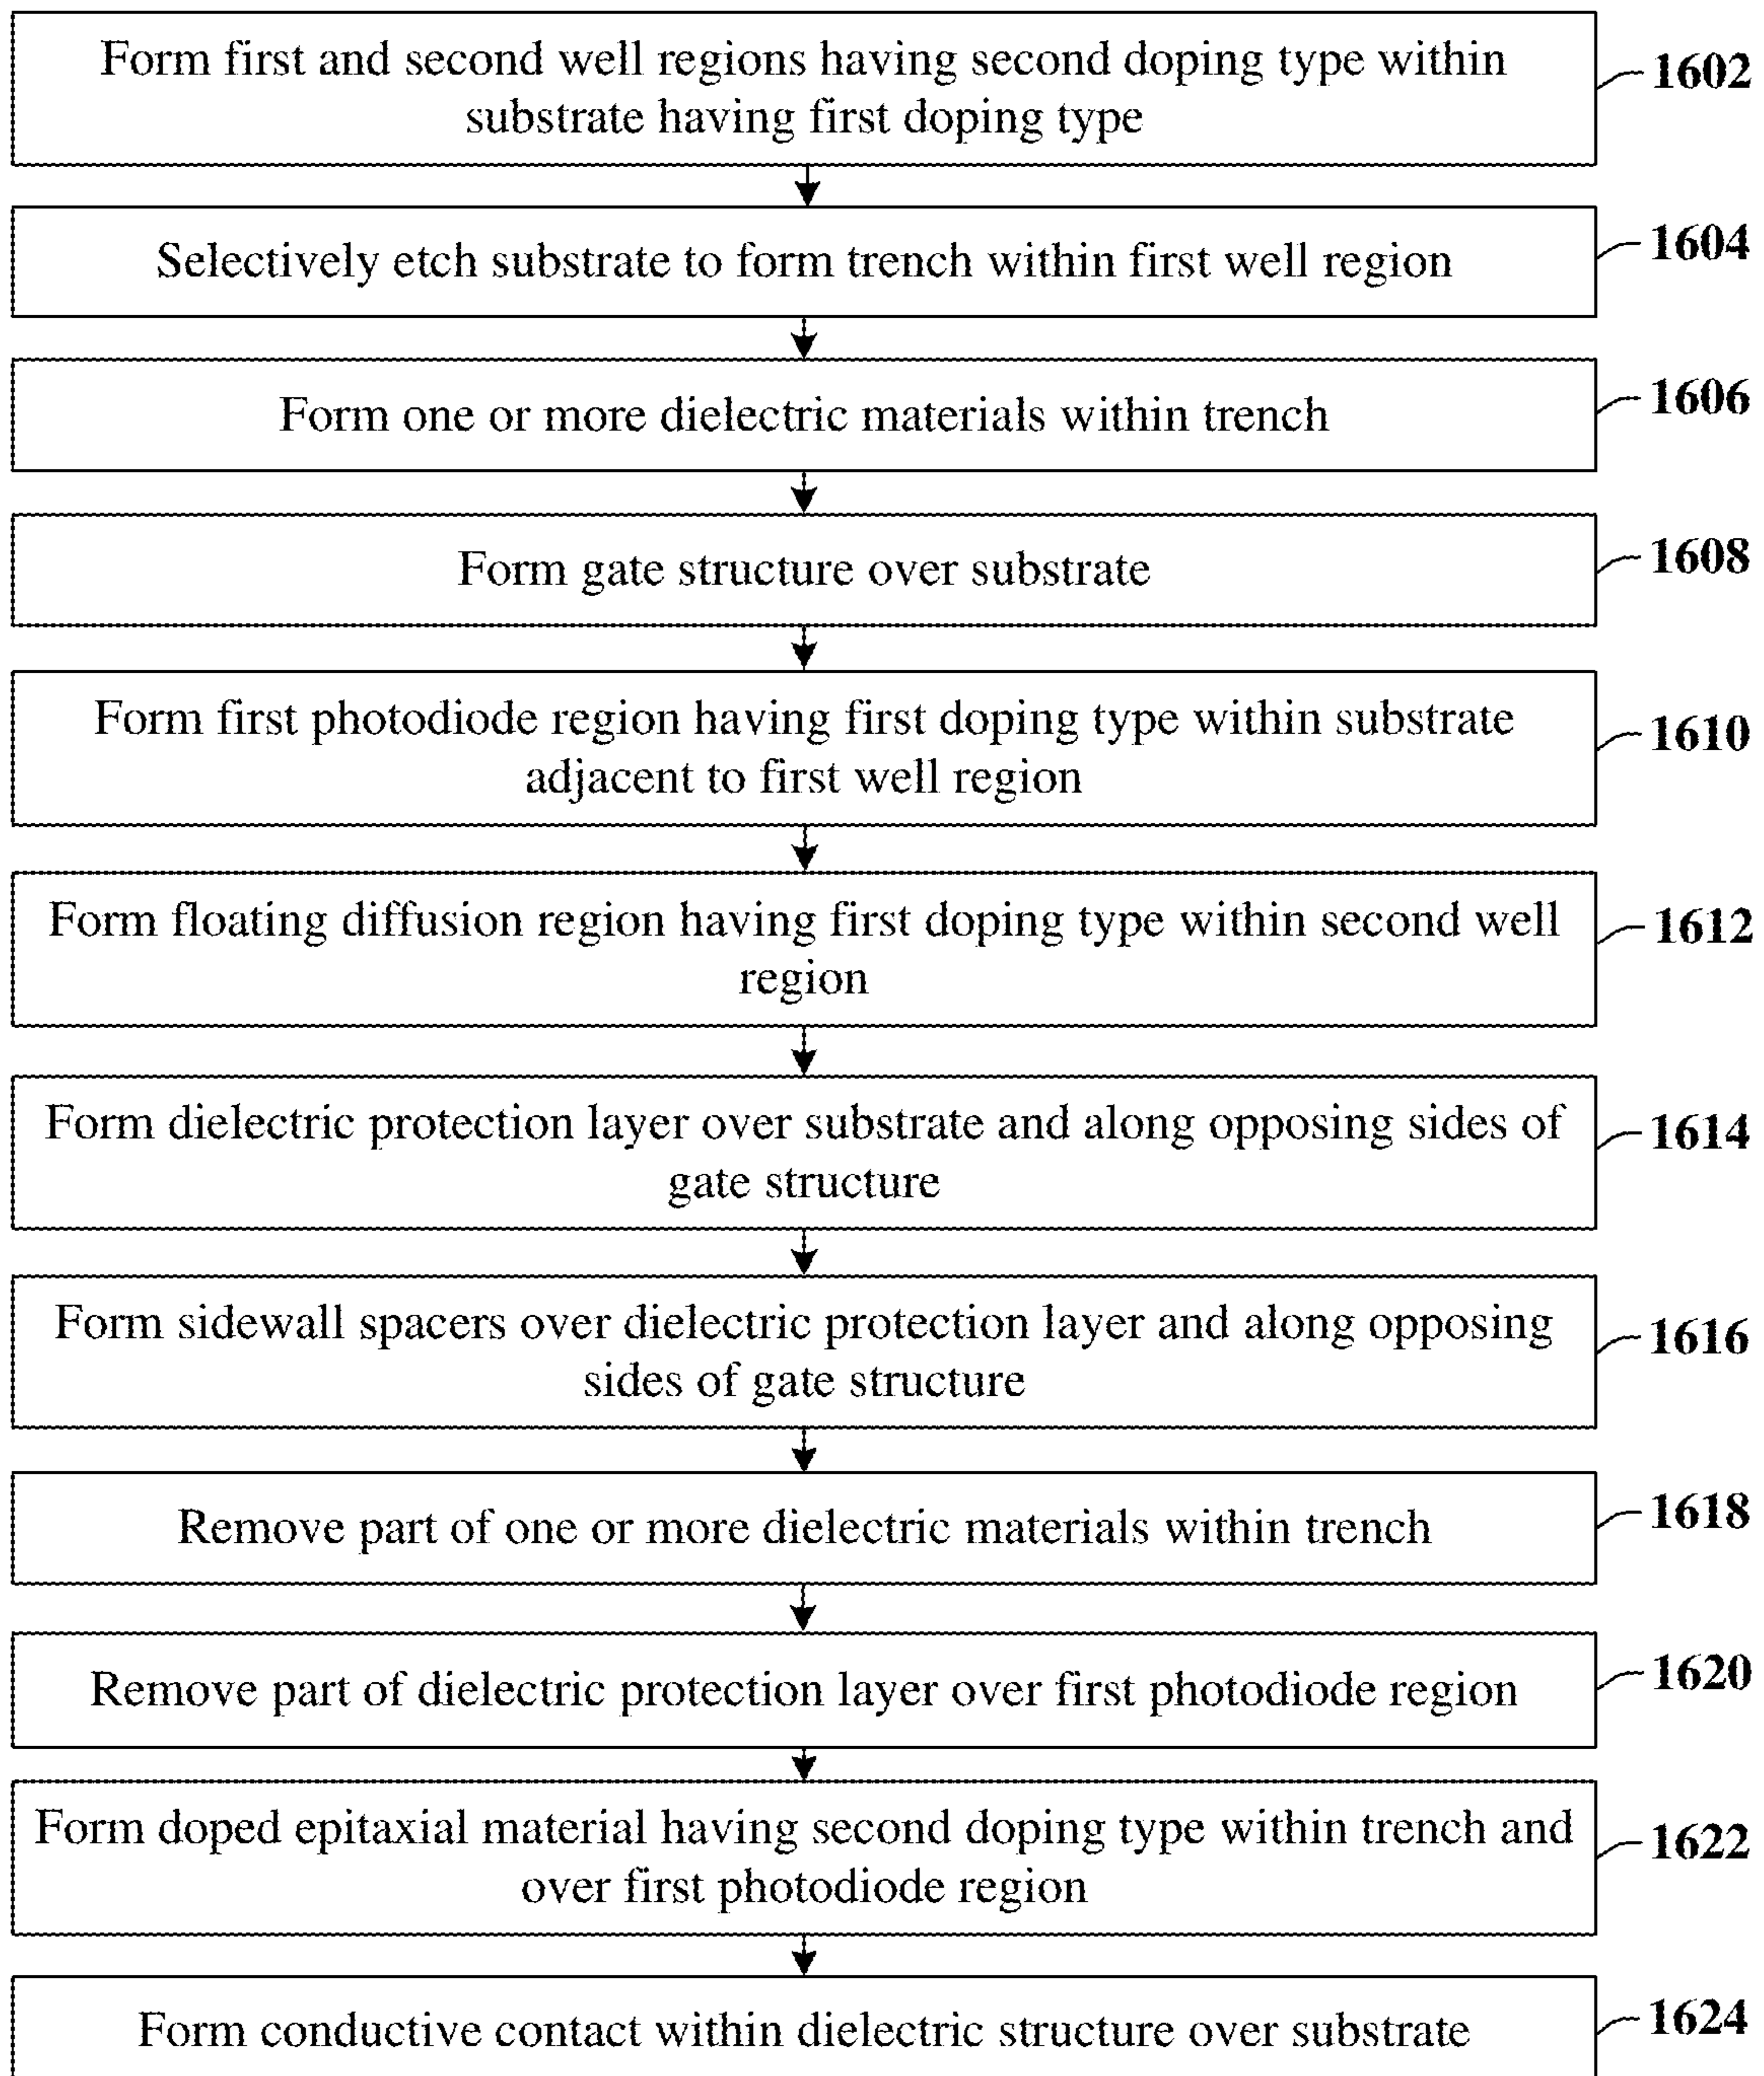 Form first and second well regions having second doping type within
substrate having first doping type
1602
Selectively etch substrate to form trench within first well region
1604
Form one or more dielectric materials within trench
1606
Form gate structure over substrate
1608
Form first photodiode region having first doping type within substrate
adjacent to first well region
1610
Form floating diffusion region having first doping type within second well
region
1612
Form dielectric protection layer over substrate and along opposing sides of
gate structure
1614
Form sidewall spacers over dielectric protection layer and along opposing
sides of gate structure
1616
Remove part of one or more dielectric materials within trench
1618
Remove part of dielectric protection layer over first photodiode region
1620
Form doped epitaxial material having second doping type within trench and
over first photodiode region
1622
Form conductive contact within dielectric structure over substrate
1624